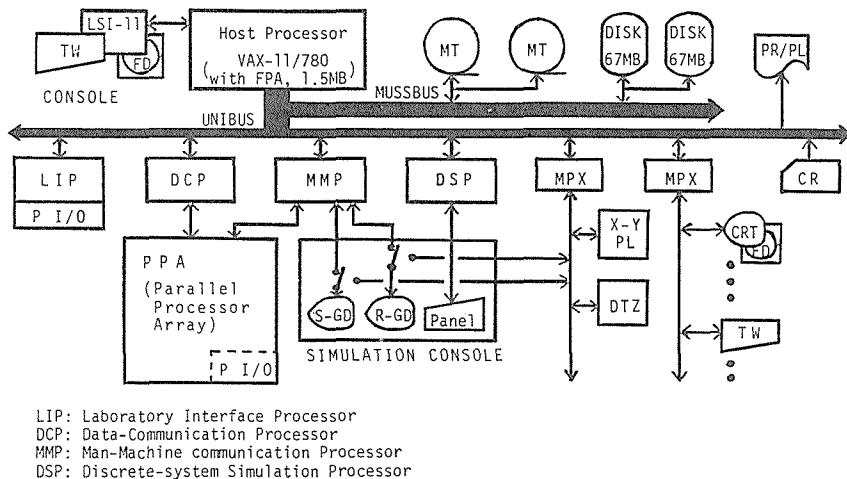 LSI-11
TW
FD
CONSOLE
Host Processor
VAX-11/780
(with FPA, 1.5MB)
MT
MT
DISK
67MB
DISK
67MB
PR/PL
MUSSBUS
UNIBUS
LIP
P I/O
DCP
MMP
DSP
MPX
MPX
CR
PPA
(Parallel
Processor
Array)
P I/O
S-GD
R-GD
Panel
SIMULATION CONSOLE
X-Y
PL
DTZ
CRT
FD
TW
LIP: Laboratory Interface Processor
DCP: Data-Communication Processor
MMP: Man-Machine communication Processor
DSP: Discrete-system Simulation Processor